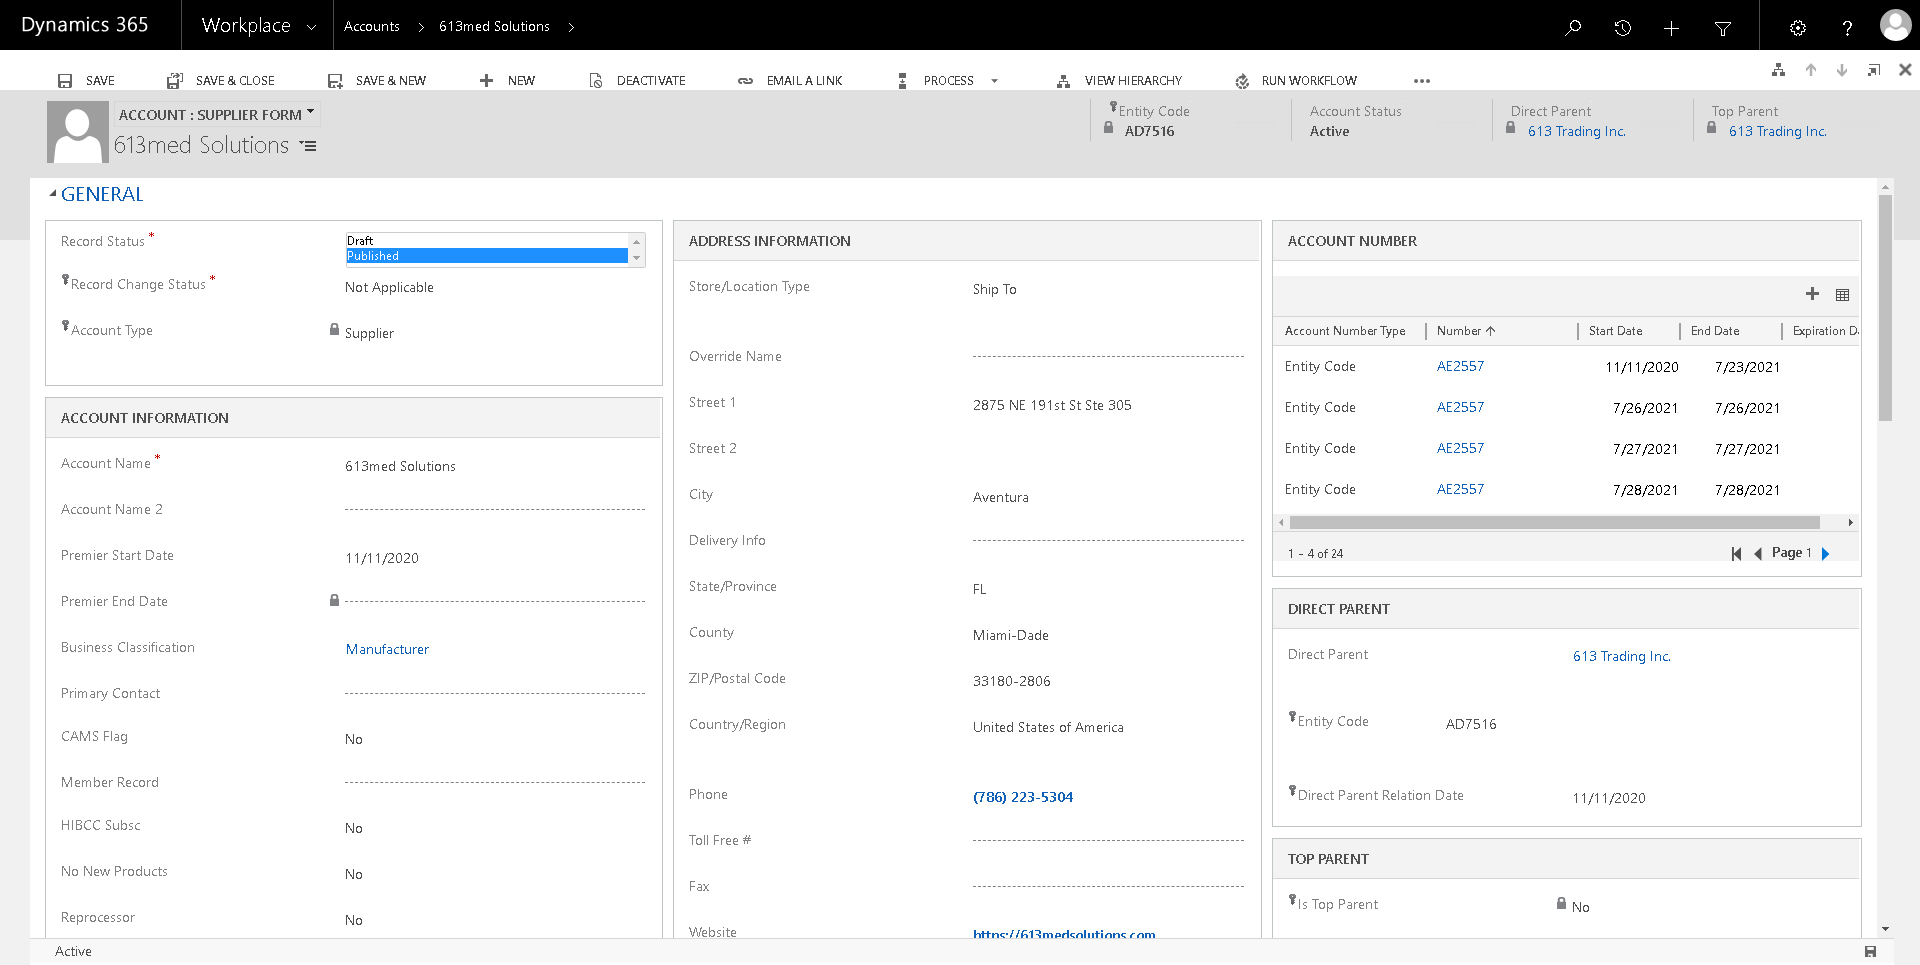 Dynamics 365
Workplace
Accounts > 613med Solutions >
SAVE
SAVE & CLOSE
SAVE & NEW
NEW
DEACTIVATE
EMAIL A LINK
PROCESS
VIEW HIERARCHY
RUN WORKFLOW
ACCOUNT : SUPPLIER FORM
613med Solutions
Entity Code
AD7516
Account Status
Active
Direct Parent
613 Trading Inc.
Top Parent
613 Trading Inc.
GENERAL
Record Status *
Draft
Published
Record Change Status * Not Applicable
Account Type Supplier
ACCOUNT INFORMATION
Account Name * 613med Solutions
Account Name 2
Premier Start Date 11/11/2020
Premier End Date
Business Classification Manufacturer
Primary Contact
CAMS Flag No
Member Record
HIBCC Subsc No
No New Products No
Reprocessor No
ADDRESS INFORMATION
Store/Location Type Ship To
Override Name
Street 1 2875 NE 191st St Ste 305
Street 2
City Aventura
Delivery Info
State/Province FL
County Miami-Dade
ZIP/Postal Code 33180-2806
Country/Region United States of America
Phone (786) 223-5304
Toll Free #
Fax
Website https://613medsolutions.com
ACCOUNT NUMBER
Account Number Type Number Start Date End Date Expiration D
Entity Code AE2557 11/11/2020 7/23/2021
Entity Code AE2557 7/26/2021 7/26/2021
Entity Code AE2557 7/27/2021 7/27/2021
Entity Code AE2557 7/28/2021 7/28/2021
1 - 4 of 24 Page 1
DIRECT PARENT
Direct Parent 613 Trading Inc.
Entity Code AD7516
Direct Parent Relation Date 11/11/2020
TOP PARENT
Is Top Parent No
Active